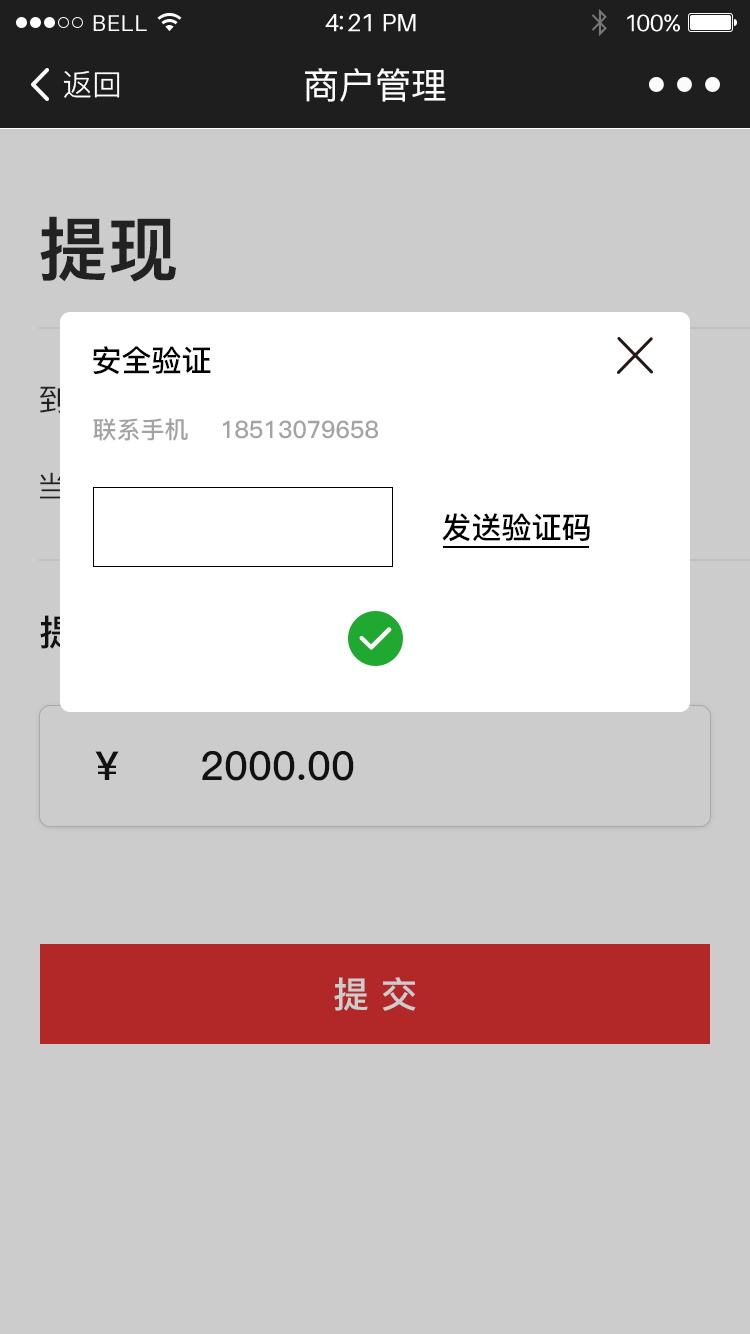 BELL 4:21 PM 100%
返回 商户管理
提现
安全验证
到
联系手机 18513079658
当
发送验证码
提
¥ 2000.00
提 交